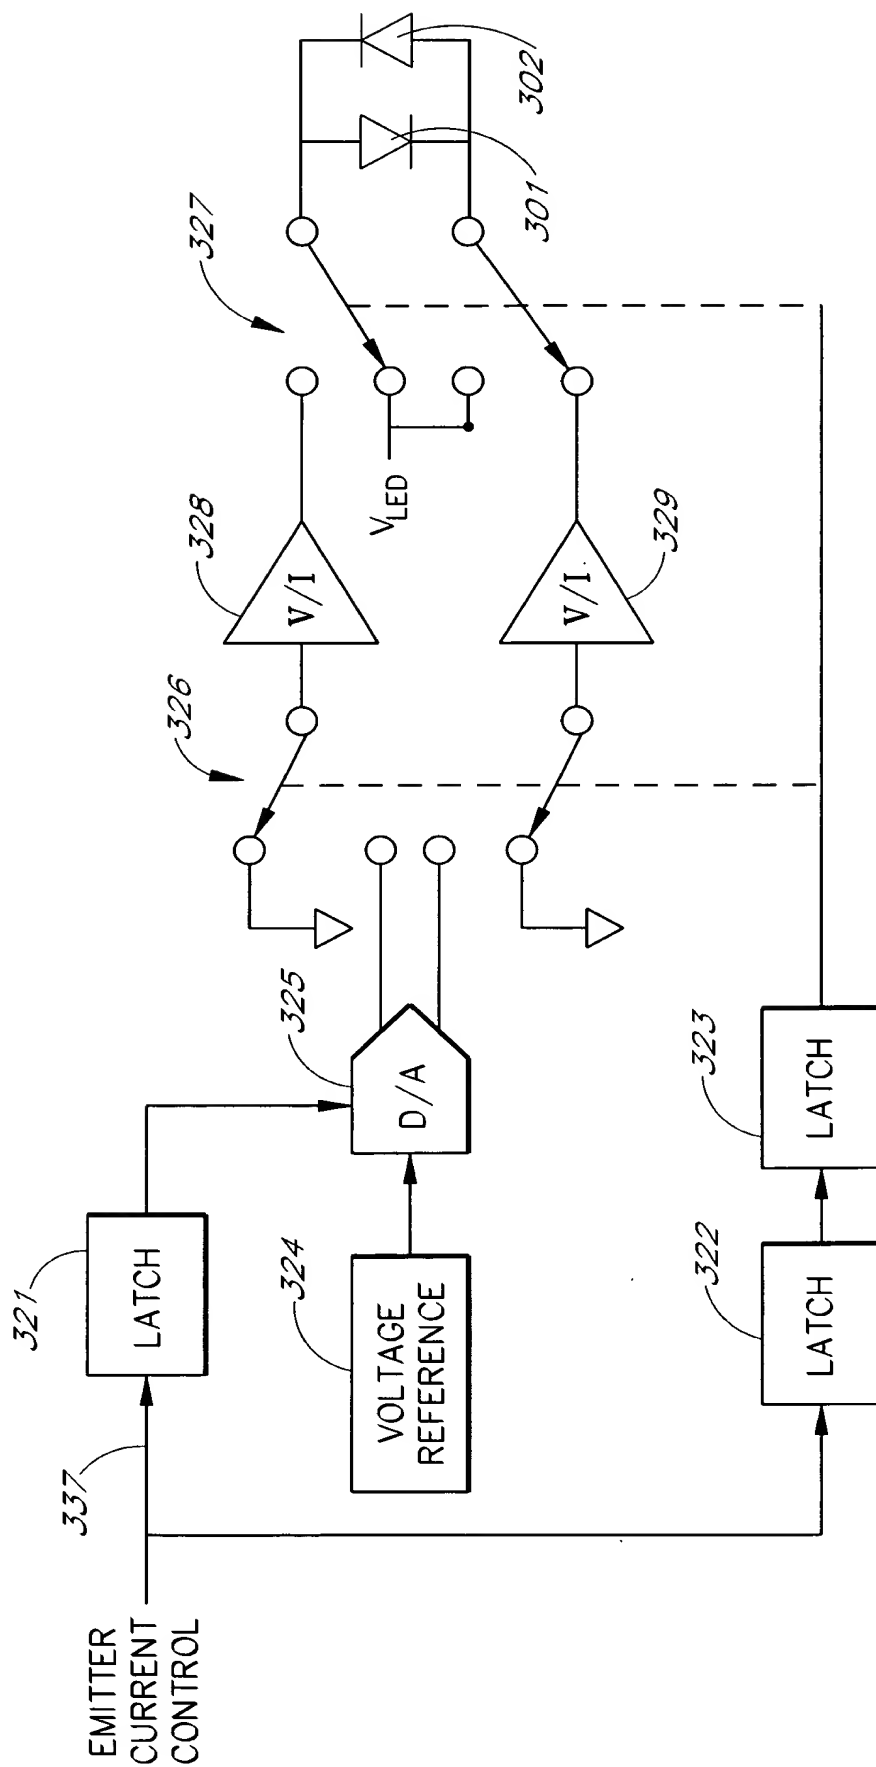 EMITTER
CURRENT
CONTROL
337
321
LATCH
324
VOLTAGE
REFERENCE
325
D/A
322
LATCH
323
LATCH
326
328
V/I
329
V/I
V_LED
327
301
302